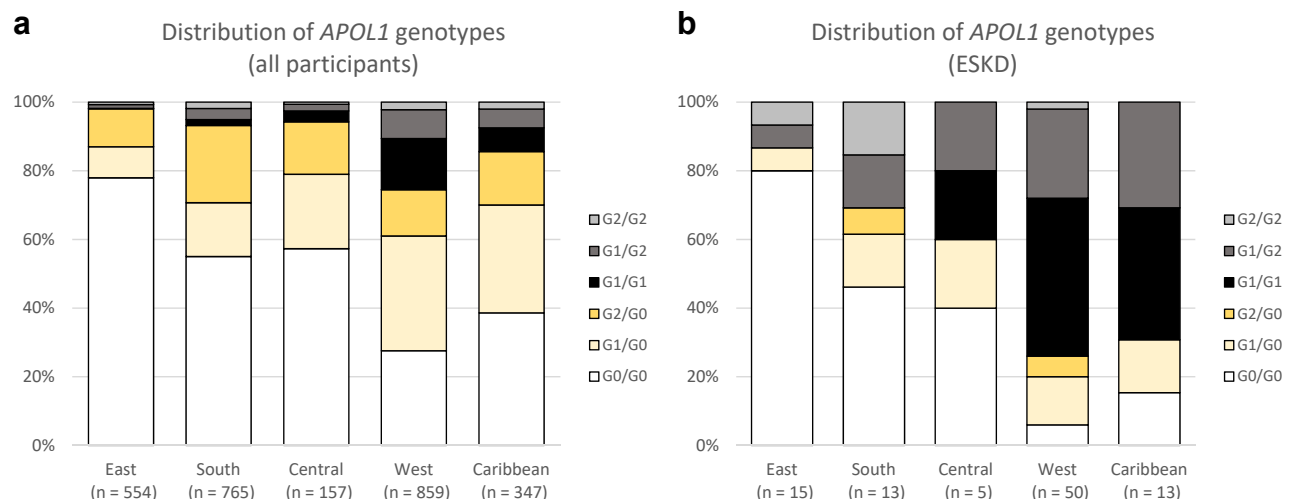 a
Distribution of APOL1 genotypes
(all participants)
100%
80%
60%
40%
20%
0%
East
(n = 554)
South
(n = 765)
Central
(n = 157)
West
(n = 859)
Caribbean
(n = 347)
G2/G2
G1/G2
G1/G1
G2/G0
G1/G0
G0/G0
b
Distribution of APOL1 genotypes
(ESKD)
100%
80%
60%
40%
20%
0%
East
(n = 15)
South
(n = 13)
Central
(n = 5)
West
(n = 50)
Caribbean
(n = 13)
G2/G2
G1/G2
G1/G1
G2/G0
G1/G0
G0/G0